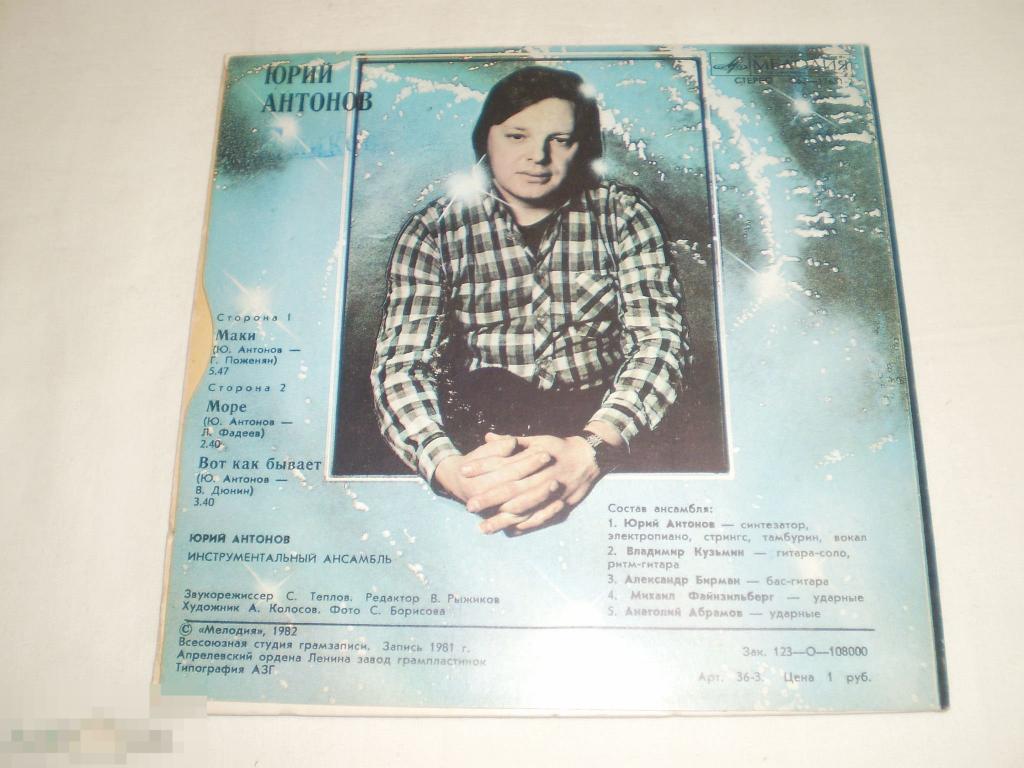 ЮРИЙ
АНТОНОВ
МЕЛОДИЯ
СТЕРЕО
Сторона 1
Маки
(Ю. Антонов —
Г. Поженян)
5.47
Сторона 2
Море
(Ю. Антонов —
Л. Фадеев)
2.40
Вот как бывает
(Ю. Антонов —
В. Дюнин)
3.40
ЮРИЙ АНТОНОВ
ИНСТРУМЕНТАЛЬНЫЙ АНСАМБЛЬ
Звукорежиссер С. Теплов. Редактор В. Рыжиков
Художник А. Колосов. Фото С. Борисова
Состав ансамбля:
1. Юрий Антонов — синтезатор,
электропиано, стрингс, тамбурин, вокал
2. Владимир Кузьмин — гитара-соло,
ритм-гитара
3. Александр Бирман — бас-гитара
4. Михаил Файнзильберг — ударные
5. Анатолий Абрамов — ударные
© «Мелодия», 1982
Всесоюзная студия грамзаписи. Запись 1981 г.
Апрелевский ордена Ленина завод грампластинок
Типография АЗГ
Зак. 123—О—108000
Арт. 36-3. Цена 1 руб.